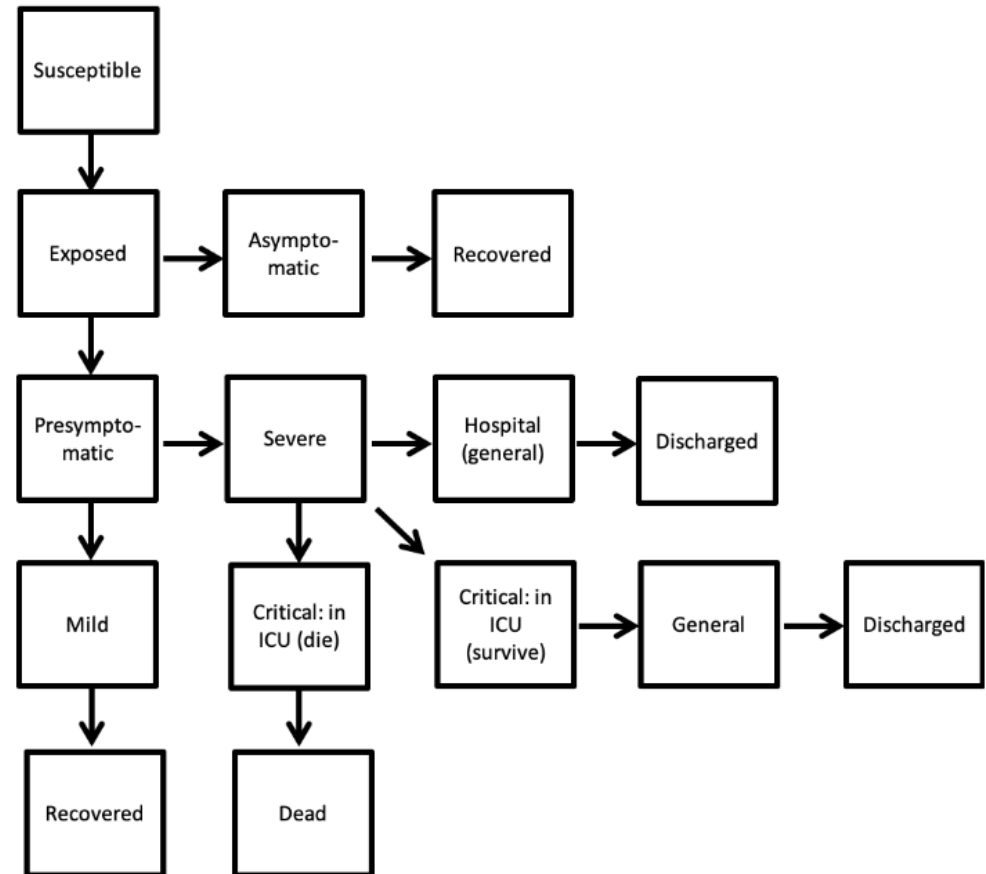 Susceptible
Exposed
Asympto-
matic
Recovered
Presympto-
matic
Severe
Hospital
(general)
Discharged
Mild
Critical: in
ICU (die)
Critical: in
ICU
(survive)
General
Discharged
Recovered
Dead